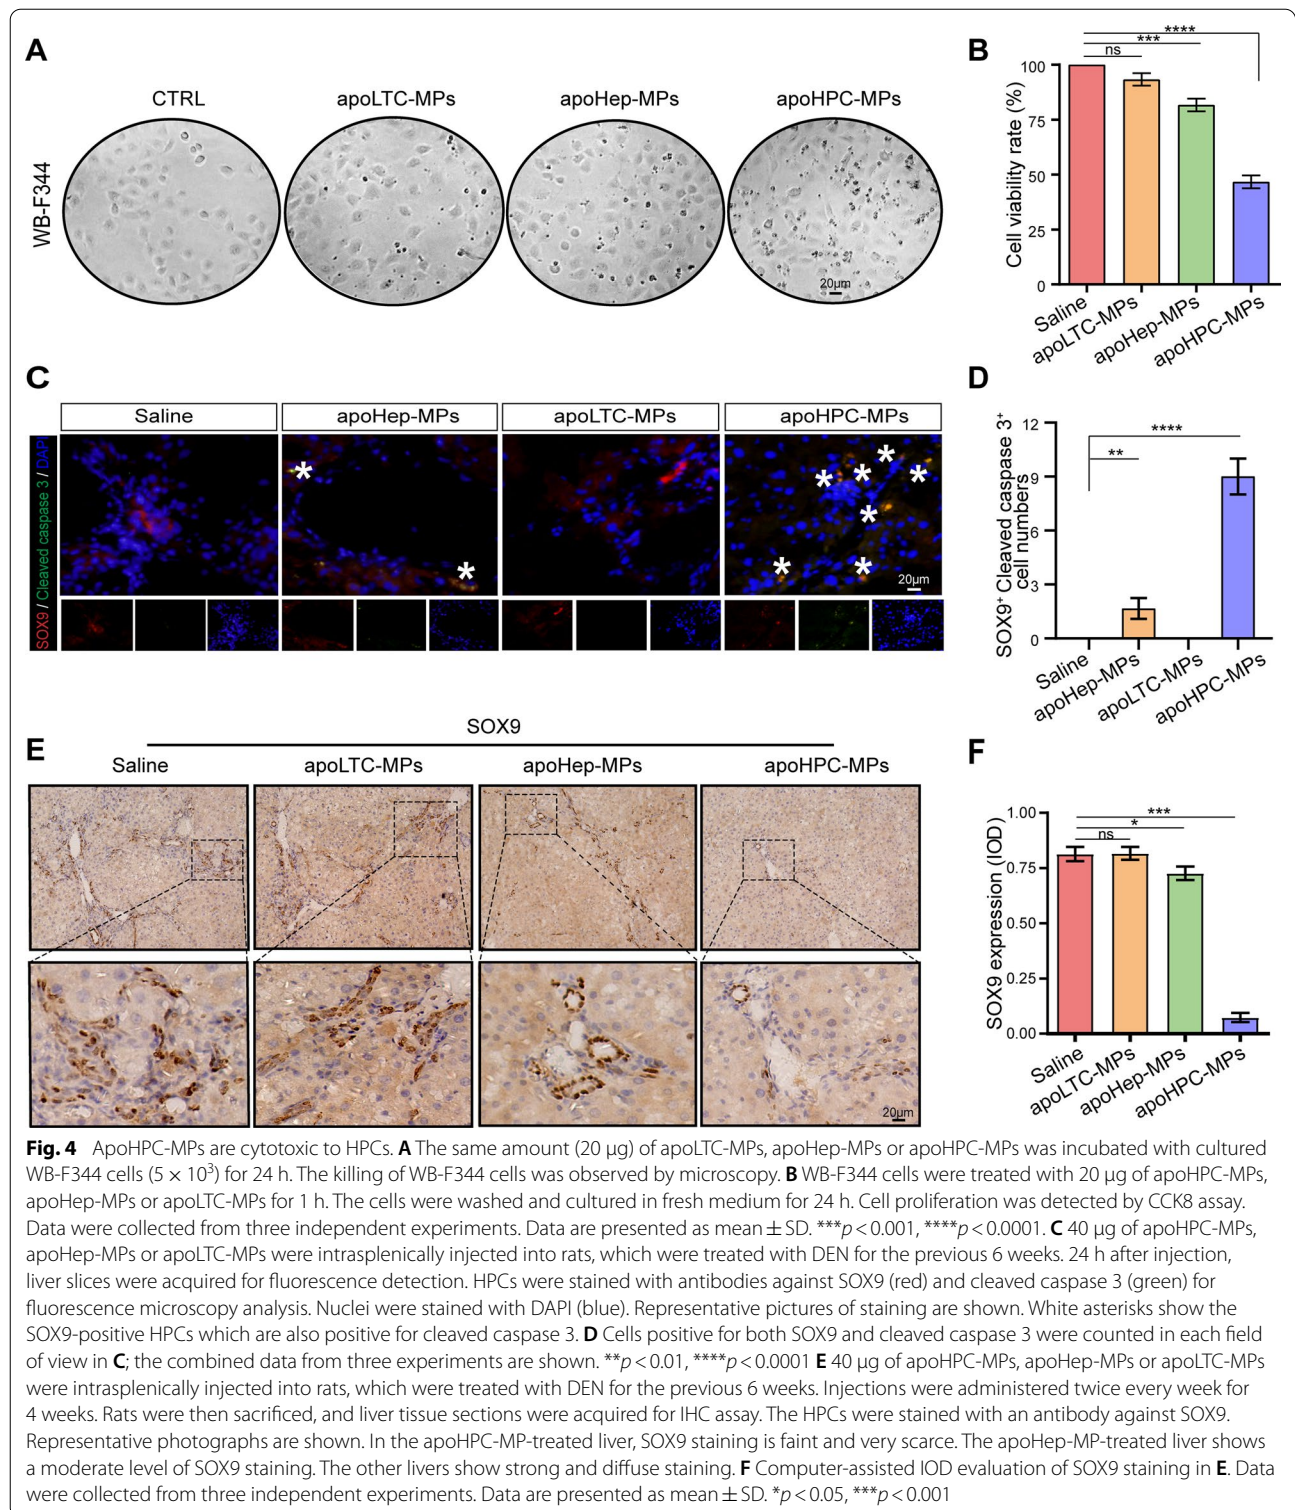 A
CTRL
apoLTC-MPs
apoHep-MPs
apoHPC-MPs
WB-F344
20µm
B
****
***
ns
Cell viability rate (%)
100
75
50
25
0
Saline
apoLTC-MPs
apoHep-MPs
apoHPC-MPs
C
Saline
apoHep-MPs
apoLTC-MPs
apoHPC-MPs
SOX9 / Cleaved caspase 3 / DAPI
* *
* * * * * * *
20µm
D
SOX9⁺ Cleaved caspase 3⁺
cell numbers
12
9
6
3
0
****
**
Saline
apoHep-MPs
apoLTC-MPs
apoHPC-MPs
SOX9
E
Saline
apoLTC-MPs
apoHep-MPs
apoHPC-MPs
20µm
F
SOX9 expression (IOD)
1.00
0.75
0.50
0.25
0.00
***
*
ns
Saline
apoLTC-MPs
apoHep-MPs
apoHPC-MPs
Fig. 4 ApoHPC-MPs are cytotoxic to HPCs. A The same amount (20 µg) of apoLTC-MPs, apoHep-MPs or apoHPC-MPs was incubated with cultured
WB-F344 cells (5 × 10³) for 24 h. The killing of WB-F344 cells was observed by microscopy. B WB-F344 cells were treated with 20 µg of apoHPC-MPs,
apoHep-MPs or apoLTC-MPs for 1 h. The cells were washed and cultured in fresh medium for 24 h. Cell proliferation was detected by CCK8 assay.
Data were collected from three independent experiments. Data are presented as mean ± SD. ***p < 0.001, ****p < 0.0001. C 40 µg of apoHPC-MPs,
apoHep-MPs or apoLTC-MPs were intrasplenically injected into rats, which were treated with DEN for the previous 6 weeks. 24 h after injection,
liver slices were acquired for fluorescence detection. HPCs were stained with antibodies against SOX9 (red) and cleaved caspase 3 (green) for
fluorescence microscopy analysis. Nuclei were stained with DAPI (blue). Representative pictures of staining are shown. White asterisks show the
SOX9-positive HPCs which are also positive for cleaved caspase 3. D Cells positive for both SOX9 and cleaved caspase 3 were counted in each field
of view in C; the combined data from three experiments are shown. **p < 0.01, ****p < 0.0001 E 40 µg of apoHPC-MPs, apoHep-MPs or apoLTC-MPs
were intrasplenically injected into rats, which were treated with DEN for the previous 6 weeks. Injections were administered twice every week for
4 weeks. Rats were then sacrificed, and liver tissue sections were acquired for IHC assay. The HPCs were stained with an antibody against SOX9.
Representative photographs are shown. In the apoHPC-MP-treated liver, SOX9 staining is faint and very scarce. The apoHep-MP-treated liver shows
a moderate level of SOX9 staining. The other livers show strong and diffuse staining. F Computer-assisted IOD evaluation of SOX9 staining in E. Data
were collected from three independent experiments. Data are presented as mean ± SD. *p < 0.05, ***p < 0.001